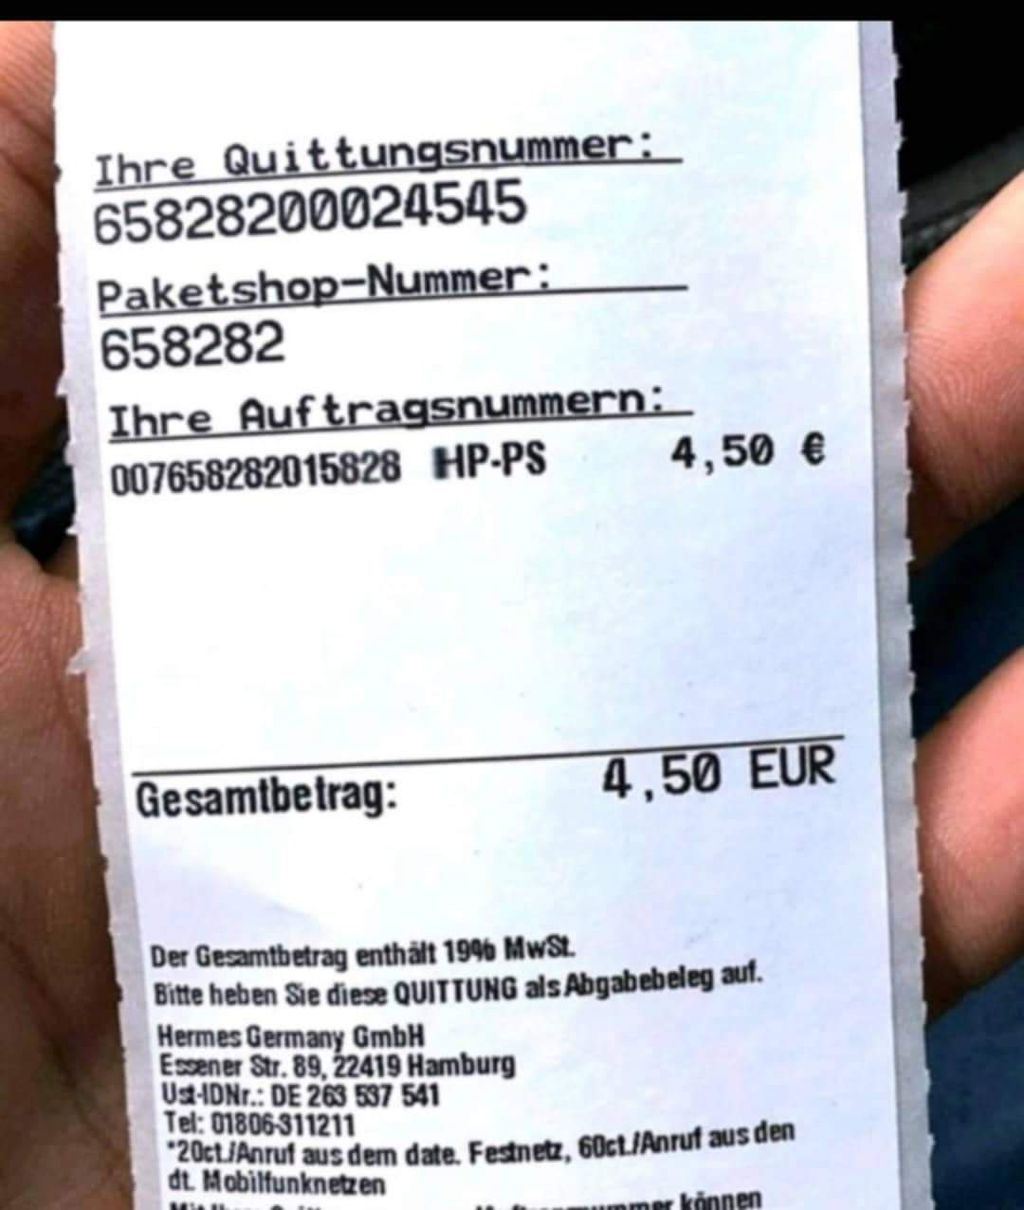 Ihre Quittungsnummer:
65828200024545
Paketshop-Nummer:
658282
Ihre Auftragsnummern:
007658282015828 HP-PS 4,50 €
Gesamtbetrag: 4,50 EUR
Der Gesamtbetrag enthält 19% MwSt.
Bitte heben Sie diese QUITTUNG als Abgabebeleg auf.
Hermes Germany GmbH
Essener Str. 89, 22419 Hamburg
Ust-IDNr.: DE 263 537 541
Tel: 01806-311211
*20ct./Anruf aus dem date. Festnetz, 60ct./Anruf aus den
dt. Mobilfunknetzen
können